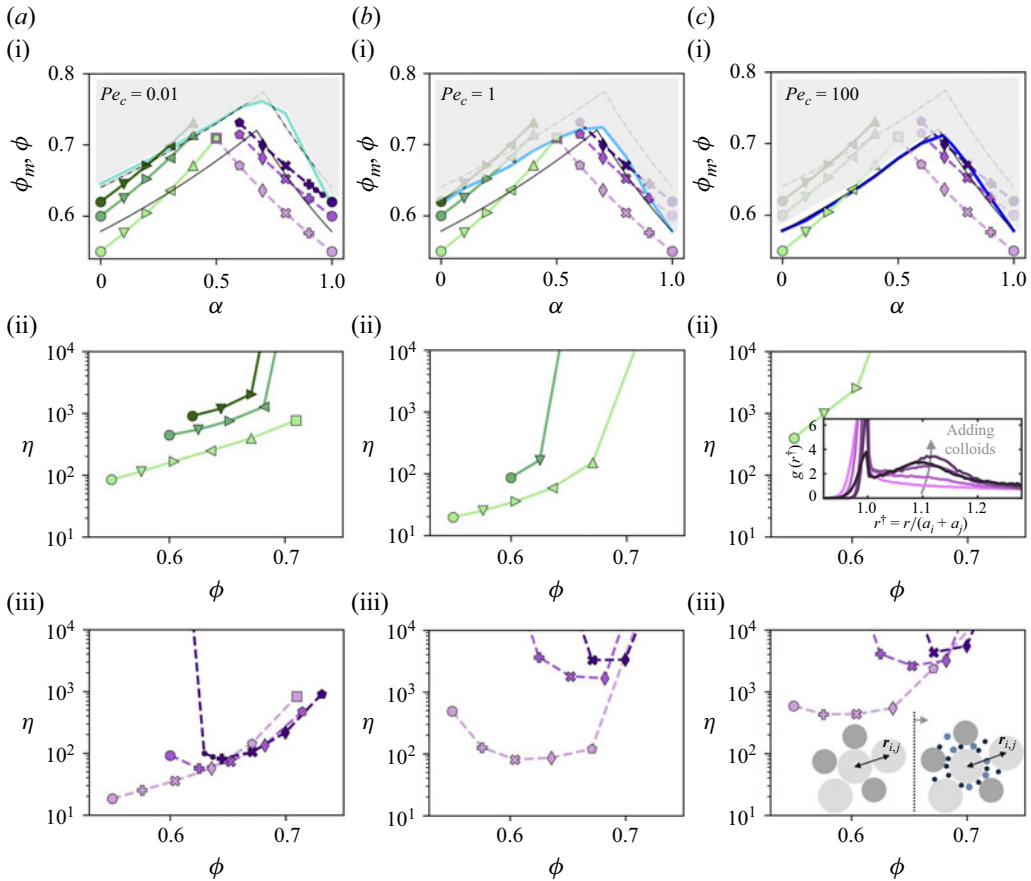 (a) (b) (c)
(i) (i) (i)
0.8 0.8 0.8
Pe_c = 0.01 Pe_c = 1 Pe_c = 100
ϕ_m, ϕ ϕ_m, ϕ ϕ_m, ϕ
0.7 0.7 0.7
0.6 0.6 0.6
0 0.5 1.0 0 0.5 1.0 0 0.5 1.0
α α α
(ii) (ii) (ii)
10^4 10^4 10^4
10^3 10^3 10^3
η η η
10^2 10^2 10^2
10^1 10^1 10^1
6
4
2
0
g (r^†)
Adding
colloids
1.0 1.1 1.2
r^† = r/(a_i + a_j)
0.6 0.7 0.6 0.7 0.6 0.7
ϕ ϕ ϕ
(iii) (iii) (iii)
10^4 10^4 10^4
10^3 10^3 10^3
η η η
10^2 10^2 10^2
10^1 10^1 10^1
r_{i,j} r_{i,j}
0.6 0.7 0.6 0.7 0.6 0.7
ϕ ϕ ϕ